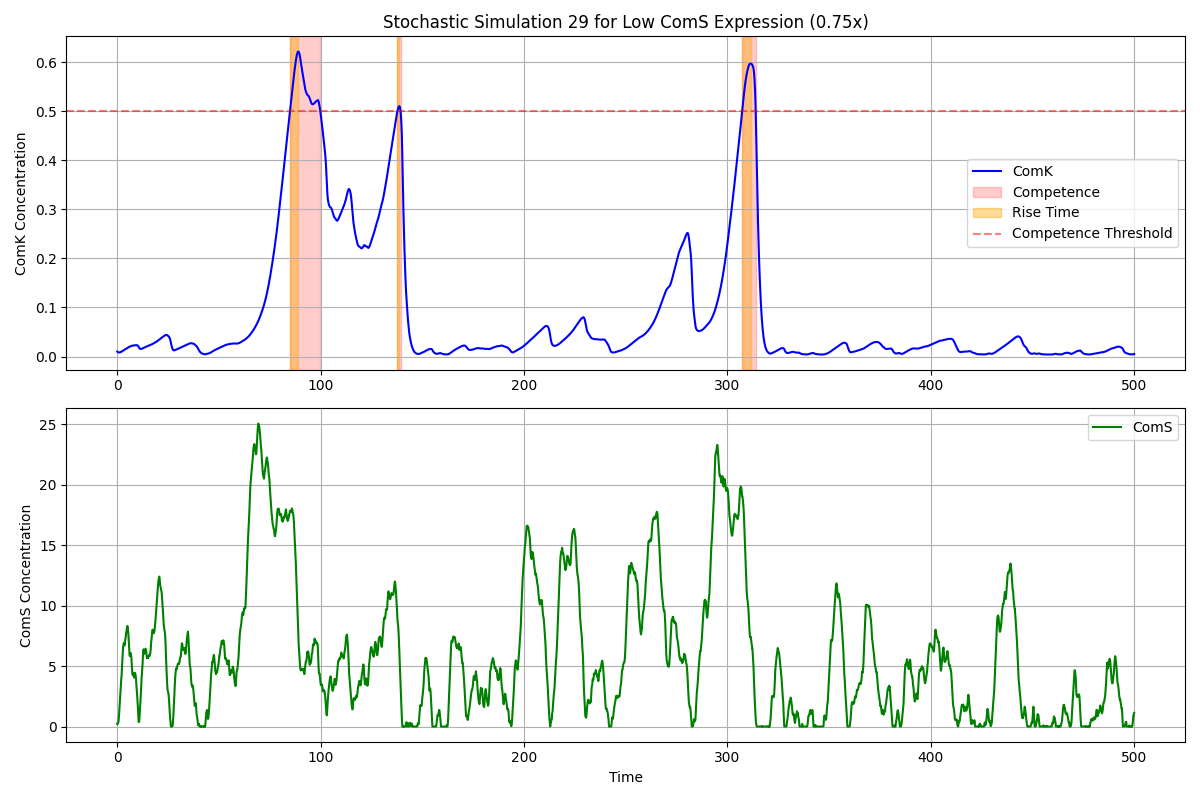 Stochastic Simulation 29 for Low ComS Expression (0.75x)
ComK Concentration
0.6
0.5
0.4
0.3
0.2
0.1
0.0
ComK
Competence
Rise Time
Competence Threshold
0 100 200 300 400 500
ComS Concentration
25
20
15
10
5
0
ComS
0 100 200 300 400 500
Time